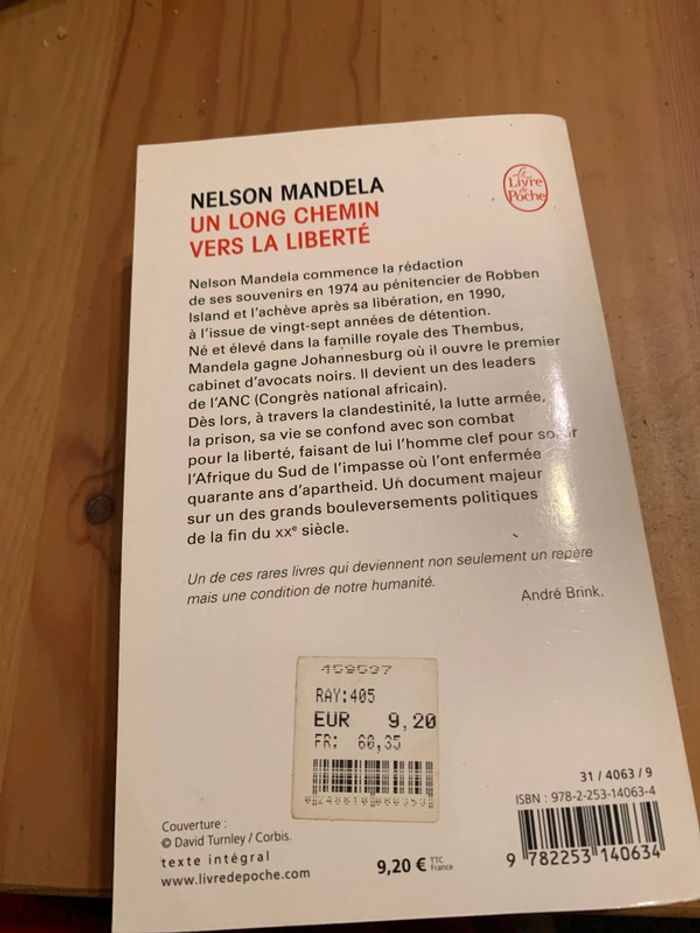 NELSON MANDELA
UN LONG CHEMIN
VERS LA LIBERTÉ
Le
Livre
de
Poche
Nelson Mandela commence la rédaction
de ses souvenirs en 1974 au pénitencier de Robben
Island et l'achève après sa libération, en 1990,
à l'issue de vingt-sept années de détention.
Né et élevé dans la famille royale des Thembus,
Mandela gagne Johannesburg où il ouvre le premier
cabinet d'avocats noirs. Il devient un des leaders
de l'ANC (Congrès national africain).
Dès lors, à travers la clandestinité, la lutte armée,
la prison, sa vie se confond avec son combat
pour la liberté, faisant de lui l'homme clef pour sortir
l'Afrique du Sud de l'impasse où l'ont enfermée
quarante ans d'apartheid. Un document majeur
sur un des grands bouleversements politiques
de la fin du XXe siècle.
Un de ces rares livres qui deviennent non seulement un repère
mais une condition de notre humanité.
André Brink.
459537
RAY:405
EUR 9,20
FR: 60,35
31 / 4063 / 9
ISBN : 978-2-253-14063-4
Couverture :
© David Turnley / Corbis.
texte intégral
www.livredepoche.com
9,20 € TTC
France
9 782253 140634